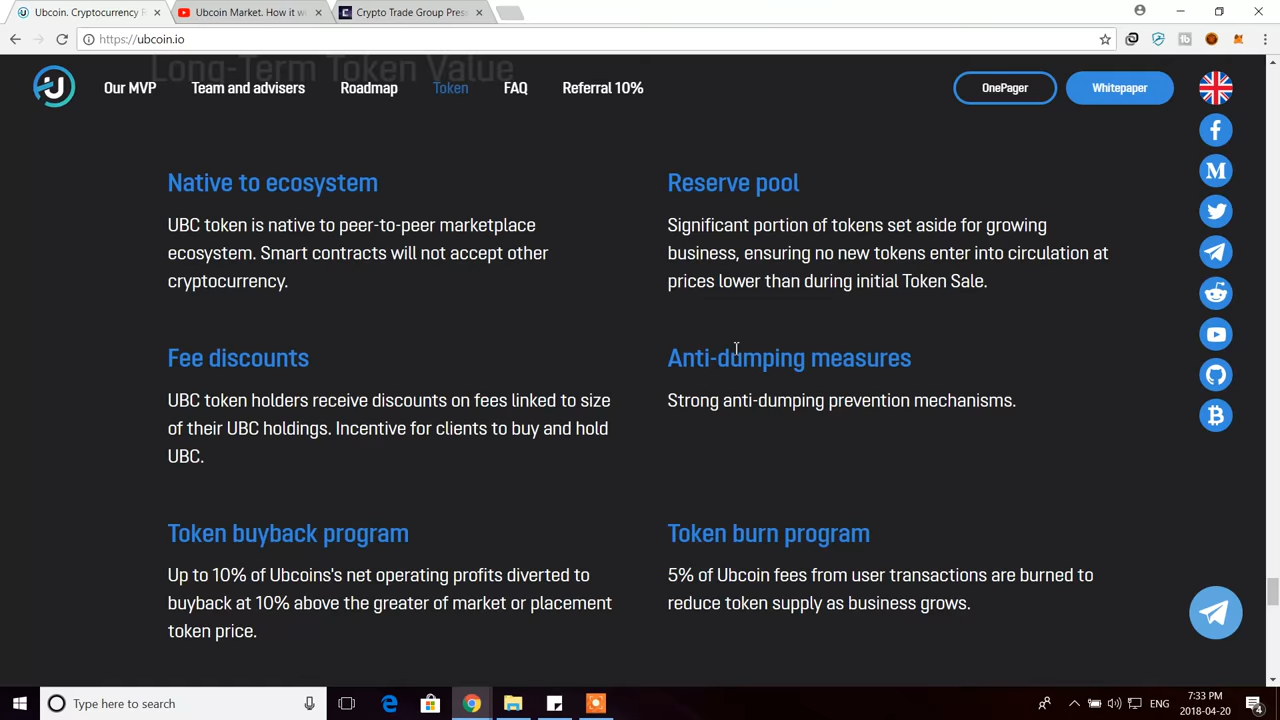 Ubcoin. Cryptocurrency R
Ubcoin Market. How it w
Crypto Trade Group Pres
https://ubcoin.io
Long-Term Token Value
Our MVP
Team and advisers
Roadmap
Token
FAQ
Referral 10%
OnePager
Whitepaper
Native to ecosystem
UBC token is native to peer-to-peer marketplace
ecosystem. Smart contracts will not accept other
cryptocurrency.
Reserve pool
Significant portion of tokens set aside for growing
business, ensuring no new tokens enter into circulation at
prices lower than during initial Token Sale.
Fee discounts
UBC token holders receive discounts on fees linked to size
of their UBC holdings. Incentive for clients to buy and hold
UBC.
Anti-dumping measures
Strong anti-dumping prevention mechanisms.
Token buyback program
Up to 10% of Ubcoins's net operating profits diverted to
buyback at 10% above the greater of market or placement
token price.
Token burn program
5% of Ubcoin fees from user transactions are burned to
reduce token supply as business grows.
Type here to search
ENG
7:33 PM
2018-04-20
4